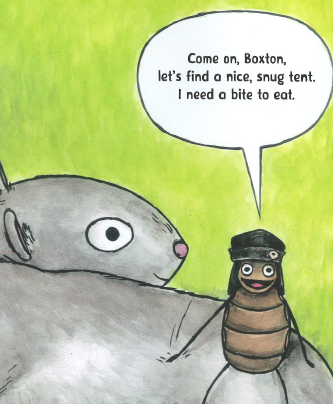 Come on, Boxton,
let's find a nice, snug tent.
I need a bite to eat.